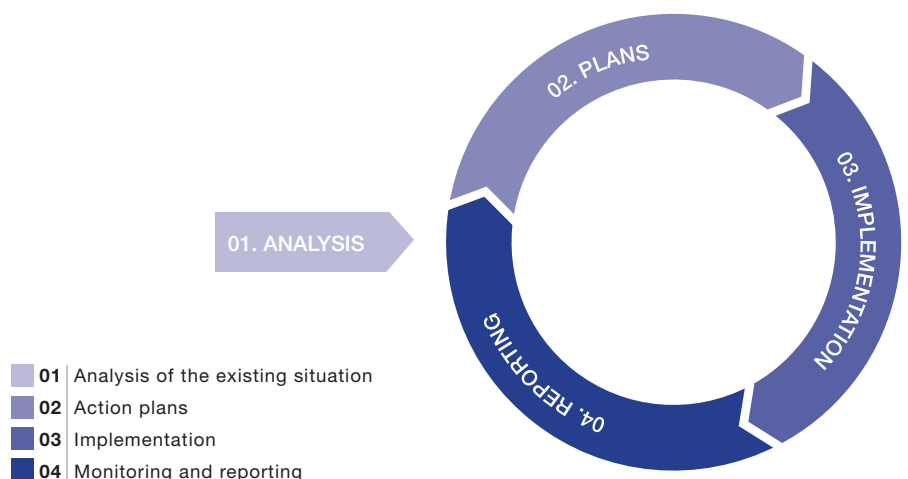 02. PLANS
03. IMPLEMENTATION
01. ANALYSIS
04. REPORTING
01 Analysis of the existing situation
02 Action plans
03 Implementation
04 Monitoring and reporting